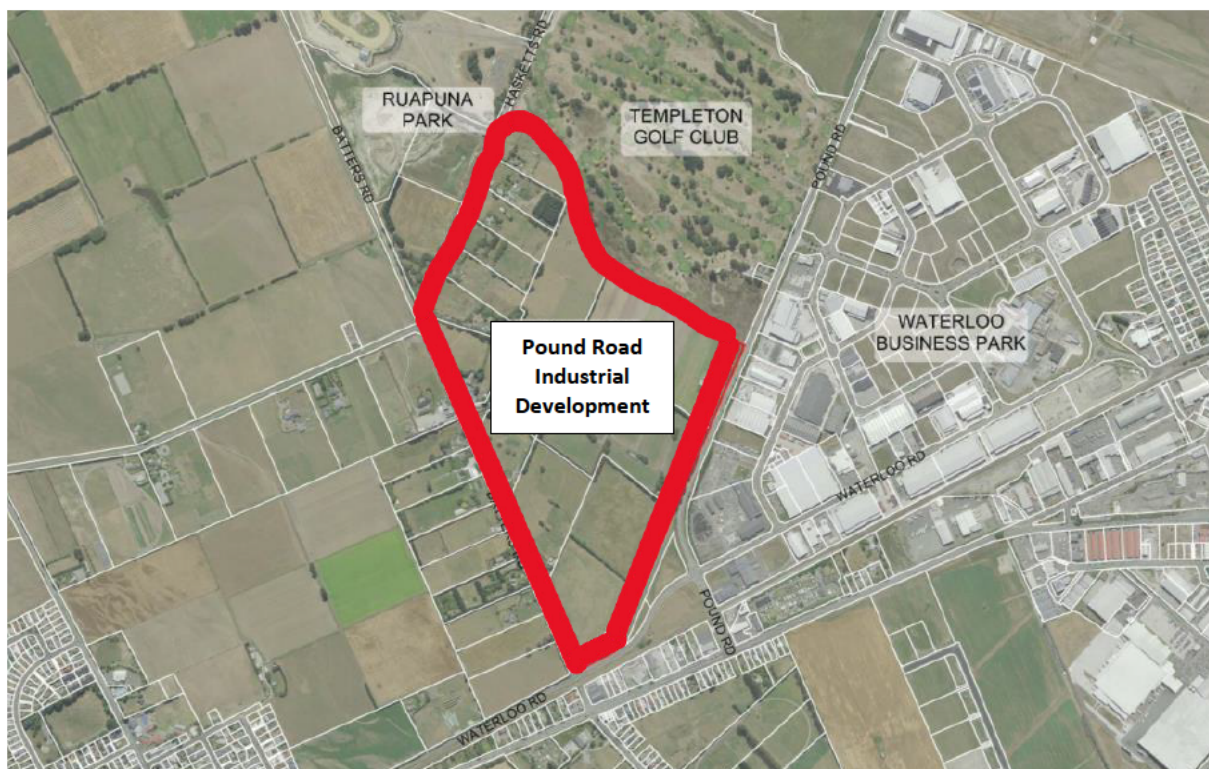 HASKETTS RD
RUAPUNA
PARK
TEMPLETON
GOLF CLUB
BATTERS RD
POUND RD
WATERLOO
BUSINESS PARK
Pound Road
Industrial
Development
WATERLOO RD
POUND RD
WATERLOO RD